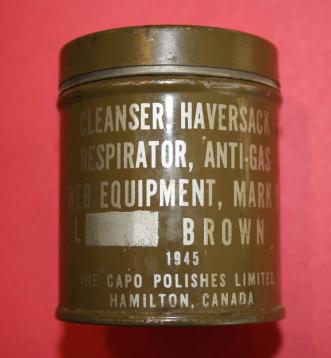 CLEANSER, HAVERSACK
RESPIRATOR, ANTI-GAS
WEB EQUIPMENT, MARK
L BROWN
1945
THE CAPO POLISHES LIMITED
HAMILTON, CANADA